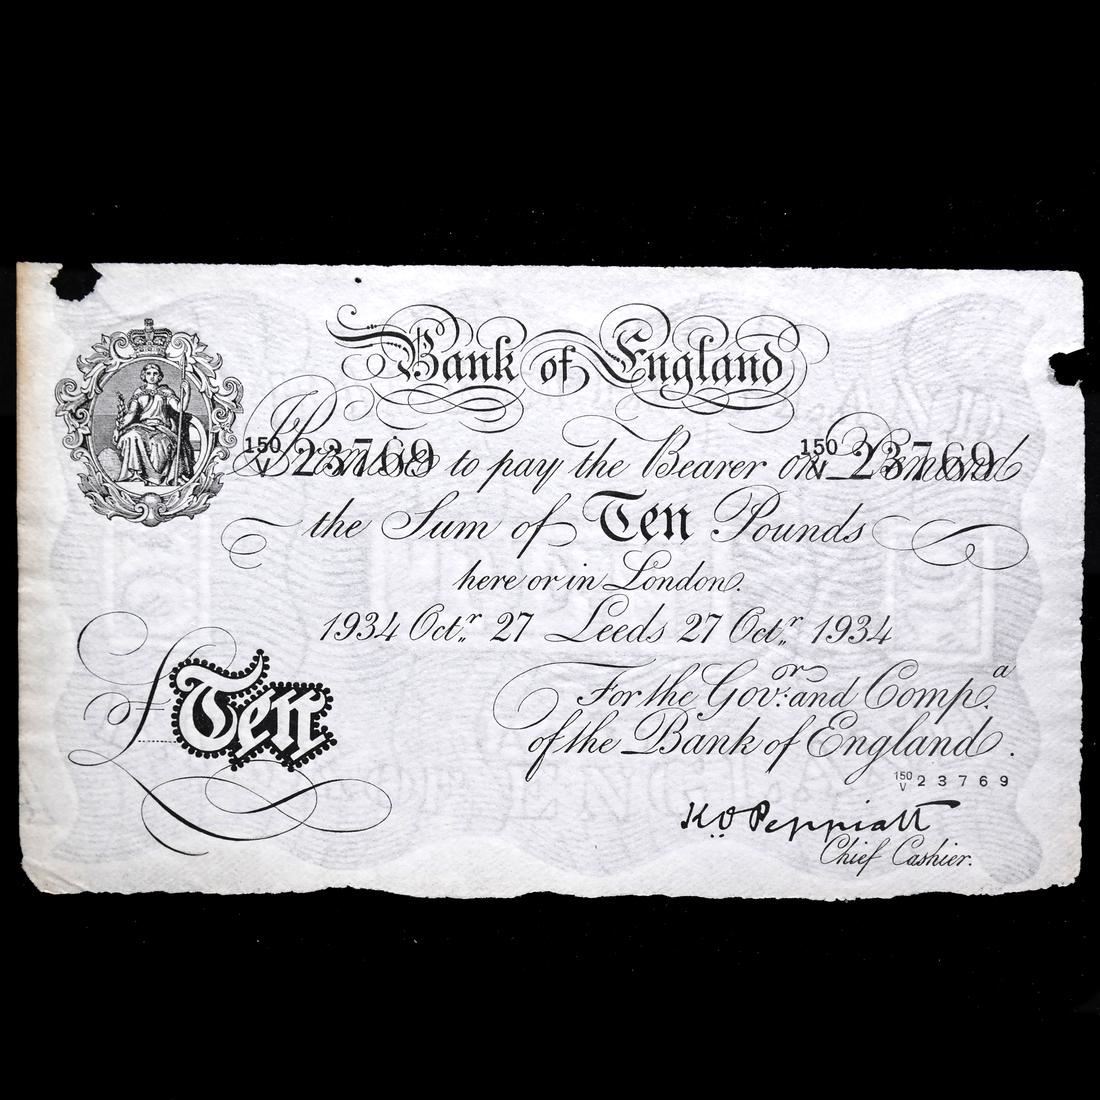 Bank of England
150/V 23769 150/V 23769
I Promise to pay the Bearer on Demand
the Sum of Ten Pounds
here or in London.
1934 Octr. 27 Leeds 27 Octr. 1934
For the Govr. and Compa.
of the Bank of England.
£Ten
150/V 23769
K.O. Peppiatt
Chief Cashier.